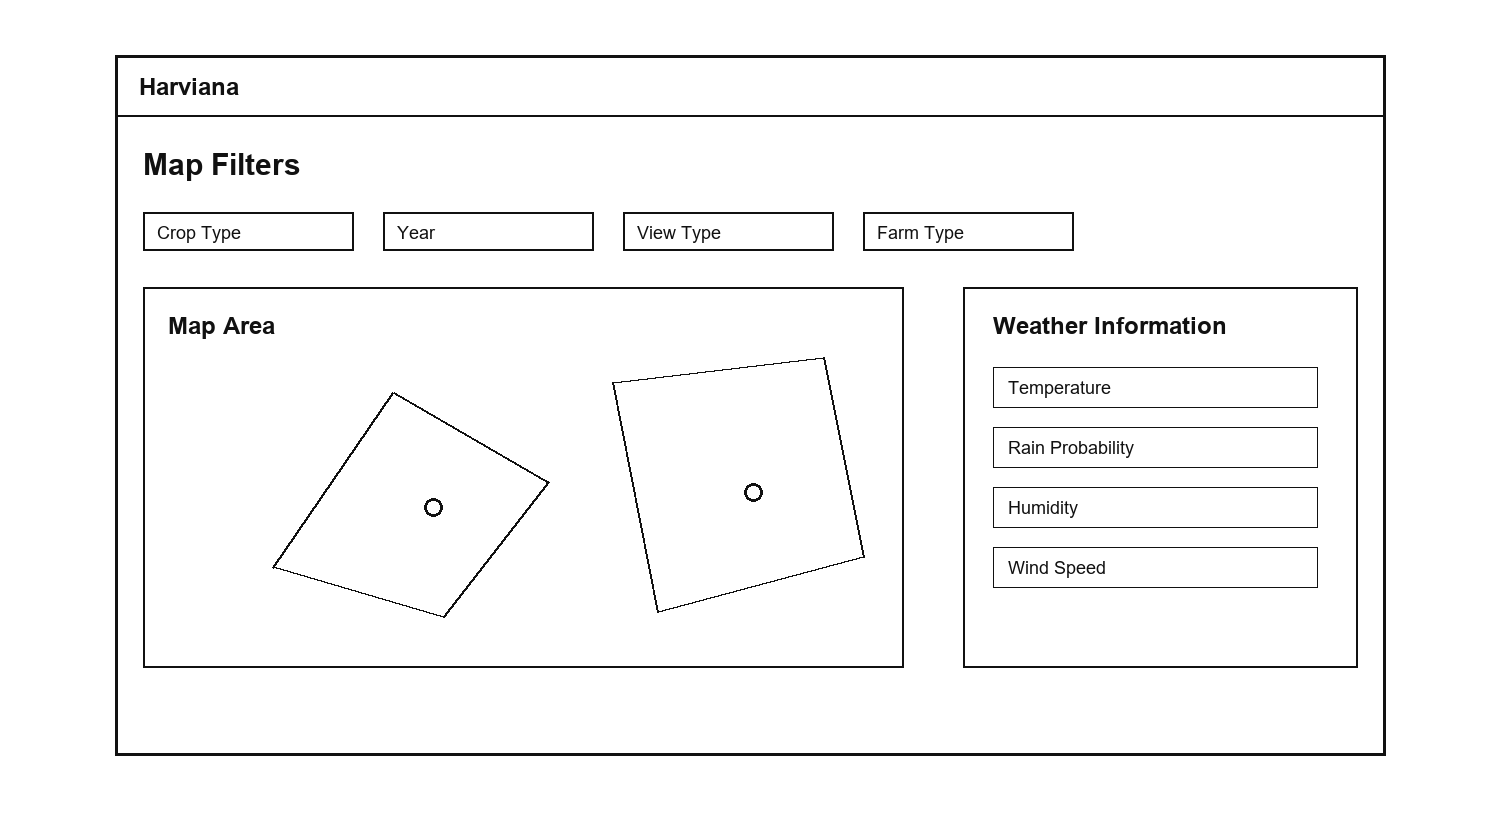 Harviana
Map Filters
Crop Type
Year
View Type
Farm Type
Map Area
Weather Information
Temperature
Rain Probability
Humidity
Wind Speed